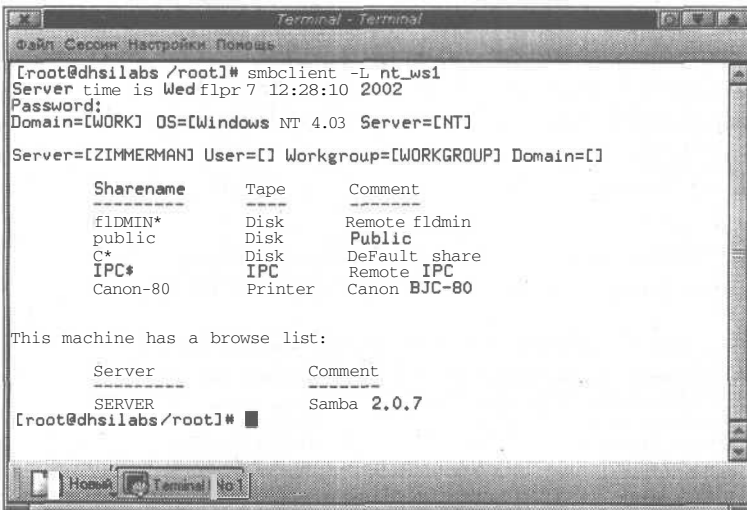 Terminal - Terminal
Файл Сессии Настройки Помощь
[root@dhsilabs /root]# smbclient -L nt_ws1
Server time is Wed flpr 7 12:28:10 2002
Password:
Domain=[WORK] OS=[Windows NT 4.03 Server=[NT]
Server=[ZIMMERMAN] User=[] Workgroup=[WORKGROUP] Domain=[]
Sharename Tape Comment
--------- ---- -------
flDMIN* Disk Remote fldmin
public Disk Public
C* Disk DeFault share
IPC$ IPC Remote IPC
Canon-80 Printer Canon BJC-80
This machine has a browse list:
Server Comment
--------- -------
SERVER Samba 2.0.7
[root@dhsilabs/root]#
Новый Terminal No 1